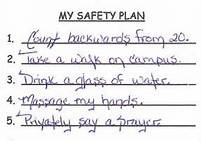 MY SAFETY PLAN
1. Count backwards from 20.
2. Take a walk on campus.
3. Drink a glass of water.
4. Massage my hands.
5. Privately say a prayer.